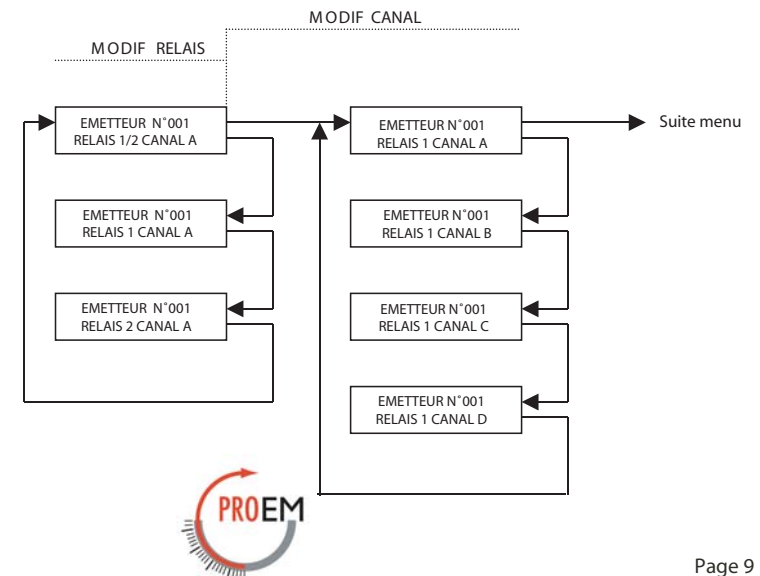 MODIF CANAL
MODIF RELAIS
EMETTEUR N°001
RELAIS 1/2 CANAL A
EMETTEUR N°001
RELAIS 1 CANAL A
EMETTEUR N°001
RELAIS 2 CANAL A
EMETTEUR N°001
RELAIS 1 CANAL A
EMETTEUR N°001
RELAIS 1 CANAL B
EMETTEUR N°001
RELAIS 1 CANAL C
EMETTEUR N°001
RELAIS 1 CANAL D
Suite menu
PROEM
Page 9